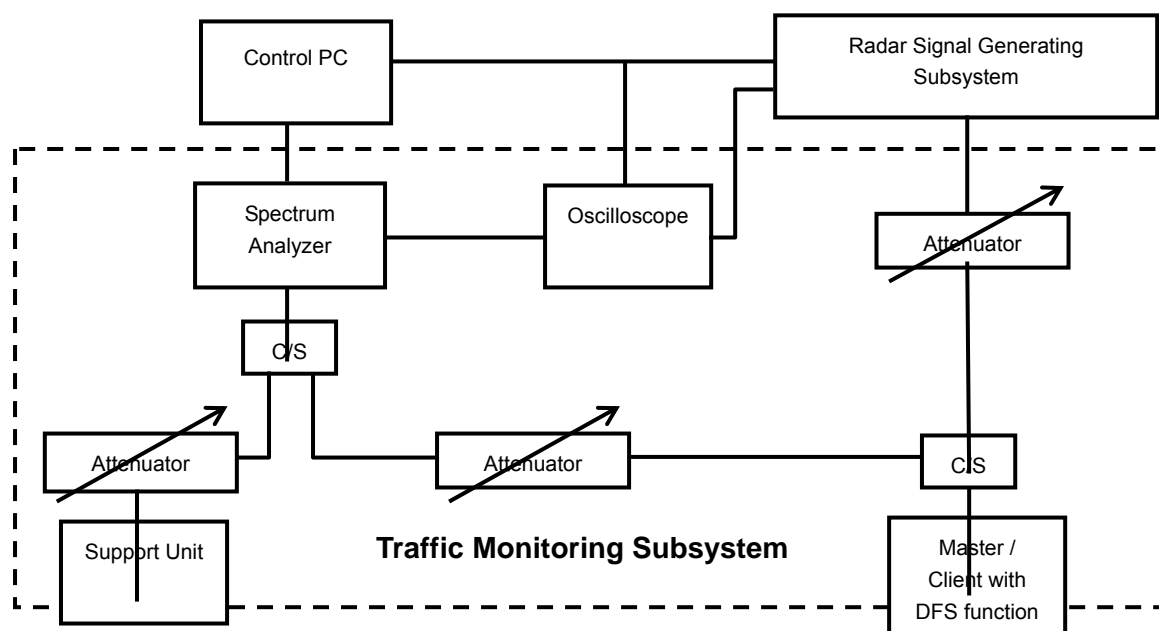 Control PC
Radar Signal Generating
Subsystem
Spectrum
Analyzer
Oscilloscope
Attenuator
C/S
Attenuator
Attenuator
C/S
Support Unit
Traffic Monitoring Subsystem
Master /
Client with
DFS function